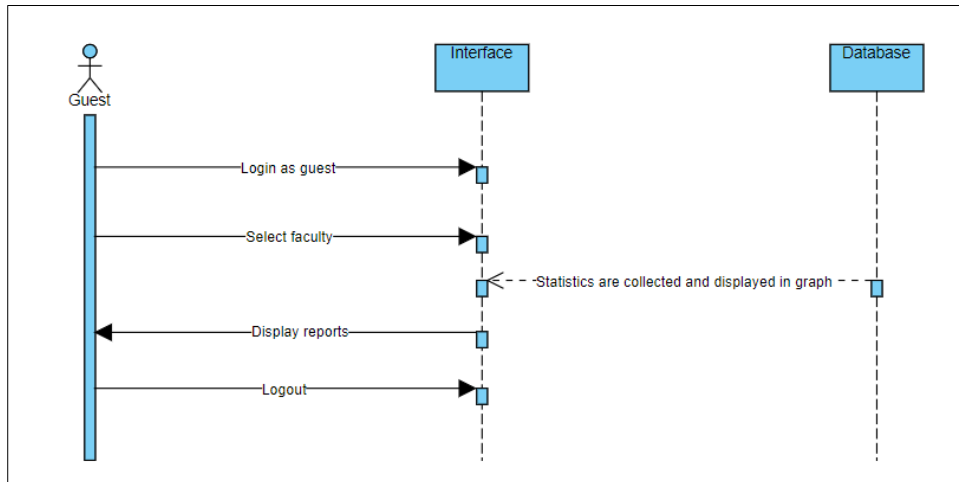 Interface
Database
Guest
Login as guest
Select faculty
Statistics are collected and displayed in graph
Display reports
Logout